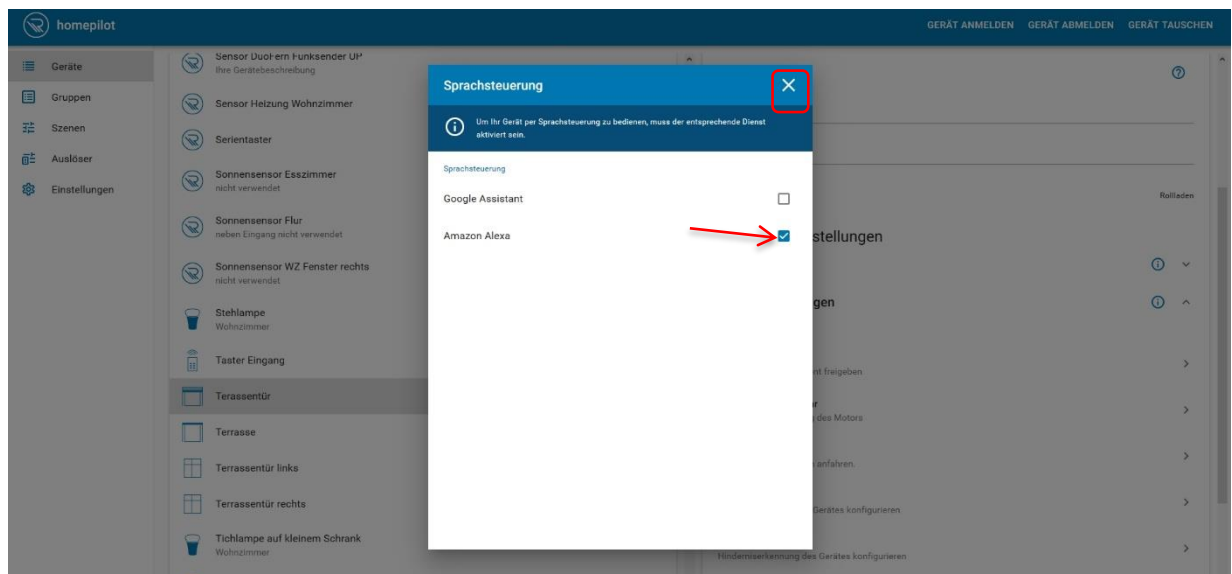 homepilot
GERÄT ANMELDEN GERÄT ABMELDEN GERÄT TAUSCHEN
Geräte
Gruppen
Szenen
Auslöser
Einstellungen
Sensor DuoFern Funksender UP
Ihre Gerätebeschreibung
Sensor Heizung Wohnzimmer
Serientaster
Sonnensensor Esszimmer
nicht verwendet
Sonnensensor Flur
neben Eingang nicht verwendet
Sonnensensor WZ Fenster rechts
nicht verwendet
Stehlampe
Wohnzimmer
Taster Eingang
Terassentür
Terrasse
Terrassentür links
Terrassentür rechts
Tichlampe auf kleinem Schrank
Wohnzimmer
Sprachsteuerung
Um Ihr Gerät per Sprachsteuerung zu bedienen, muss der entsprechende Dienst
aktiviert sein.
Sprachsteuerung
Google Assistant
Amazon Alexa
Rollladen
stellungen
gen
nt freigeben
r
des Motors
anfahren.
Gerätes konfigurieren
Hinderniserkennung des Gerätes konfigurieren